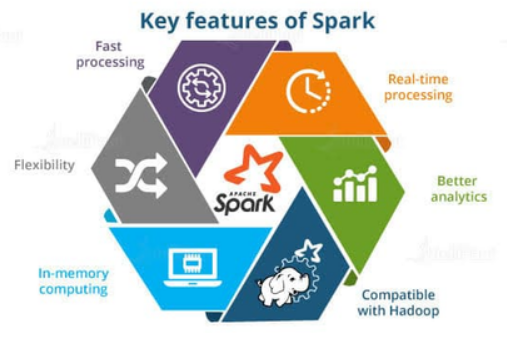 Key features of Spark
Fast
processing
Real-time
processing
Flexibility
APACHE
Spark
Better
analytics
In-memory
computing
Compatible
with Hadoop